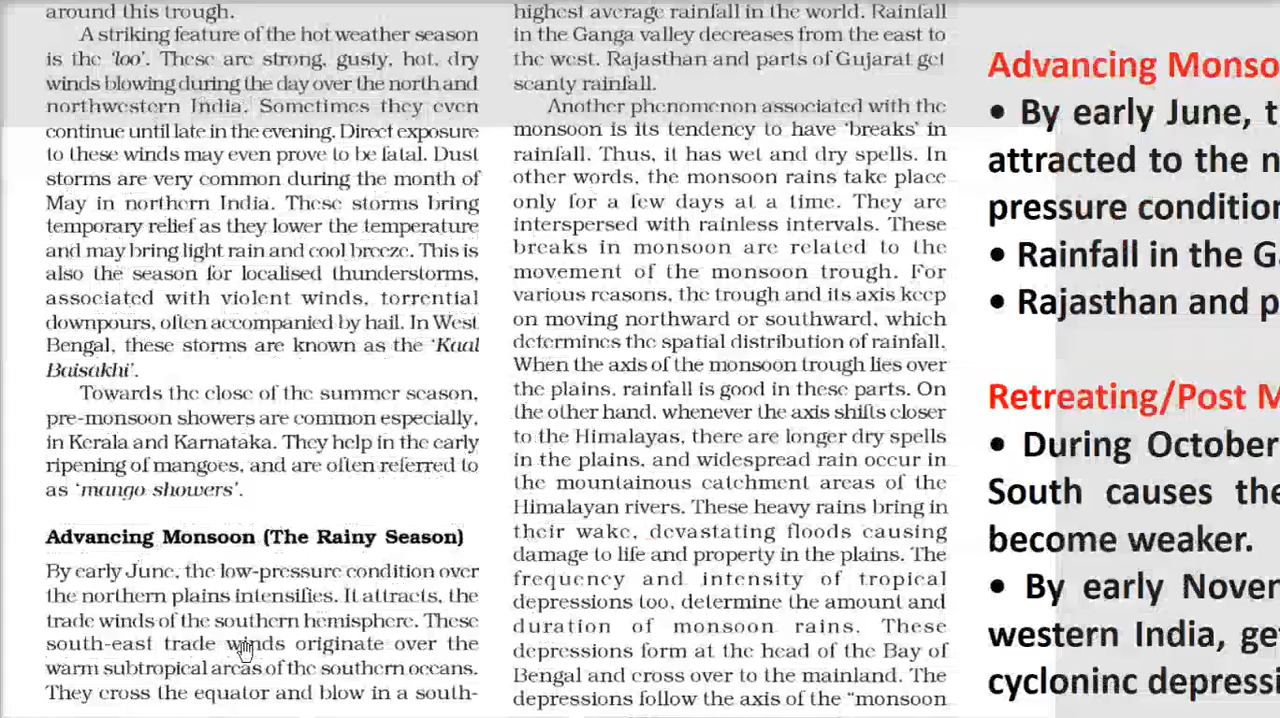 around this trough.
A striking feature of the hot weather season
is the 'loo'. These are strong, gusty, hot, dry
winds blowing during the day over the north and
northwestern India. Sometimes they even
continue until late in the evening. Direct exposure
to these winds may even prove to be fatal. Dust
storms are very common during the month of
May in northern India. These storms bring
temporary relief as they lower the temperature
and may bring light rain and cool breeze. This is
also the season for localised thunderstorms,
associated with violent winds, torrential
downpours, often accompanied by hail. In West
Bengal, these storms are known as the 'Kaal
Baisakhi'.
Towards the close of the summer season,
pre-monsoon showers are common especially,
in Kerala and Karnataka. They help in the early
ripening of mangoes, and are often referred to
as 'mango showers'.
Advancing Monsoon (The Rainy Season)
By early June, the low-pressure condition over
the northern plains intensifies. It attracts, the
trade winds of the southern hemisphere. These
south-east trade winds originate over the
warm subtropical areas of the southern oceans.
They cross the equator and blow in a south-
highest average rainfall in the world. Rainfall
in the Ganga valley decreases from the east to
the west. Rajasthan and parts of Gujarat get
scanty rainfall.
Another phenomenon associated with the
monsoon is its tendency to have 'breaks' in
rainfall. Thus, it has wet and dry spells. In
other words, the monsoon rains take place
only for a few days at a time. They are
interspersed with rainless intervals. These
breaks in monsoon are related to the
movement of the monsoon trough. For
various reasons, the trough and its axis keep
on moving northward or southward, which
determines the spatial distribution of rainfall.
When the axis of the monsoon trough lies over
the plains, rainfall is good in these parts. On
the other hand, whenever the axis shifts closer
to the Himalayas, there are longer dry spells
in the plains, and widespread rain occur in
the mountainous catchment areas of the
Himalayan rivers. These heavy rains bring in
their wake, devastating floods causing
damage to life and property in the plains. The
frequency and intensity of tropical
depressions too, determine the amount and
duration of monsoon rains. These
depressions form at the head of the Bay of
Bengal and cross over to the mainland. The
depressions follow the axis of the "monsoon
Advancing Monso
• By early June, t
attracted to the n
pressure condition
• Rainfall in the Ga
• Rajasthan and p
Retreating/Post M
• During October
South causes the
become weaker.
• By early Nover
western India, ge
cycloninc depressi